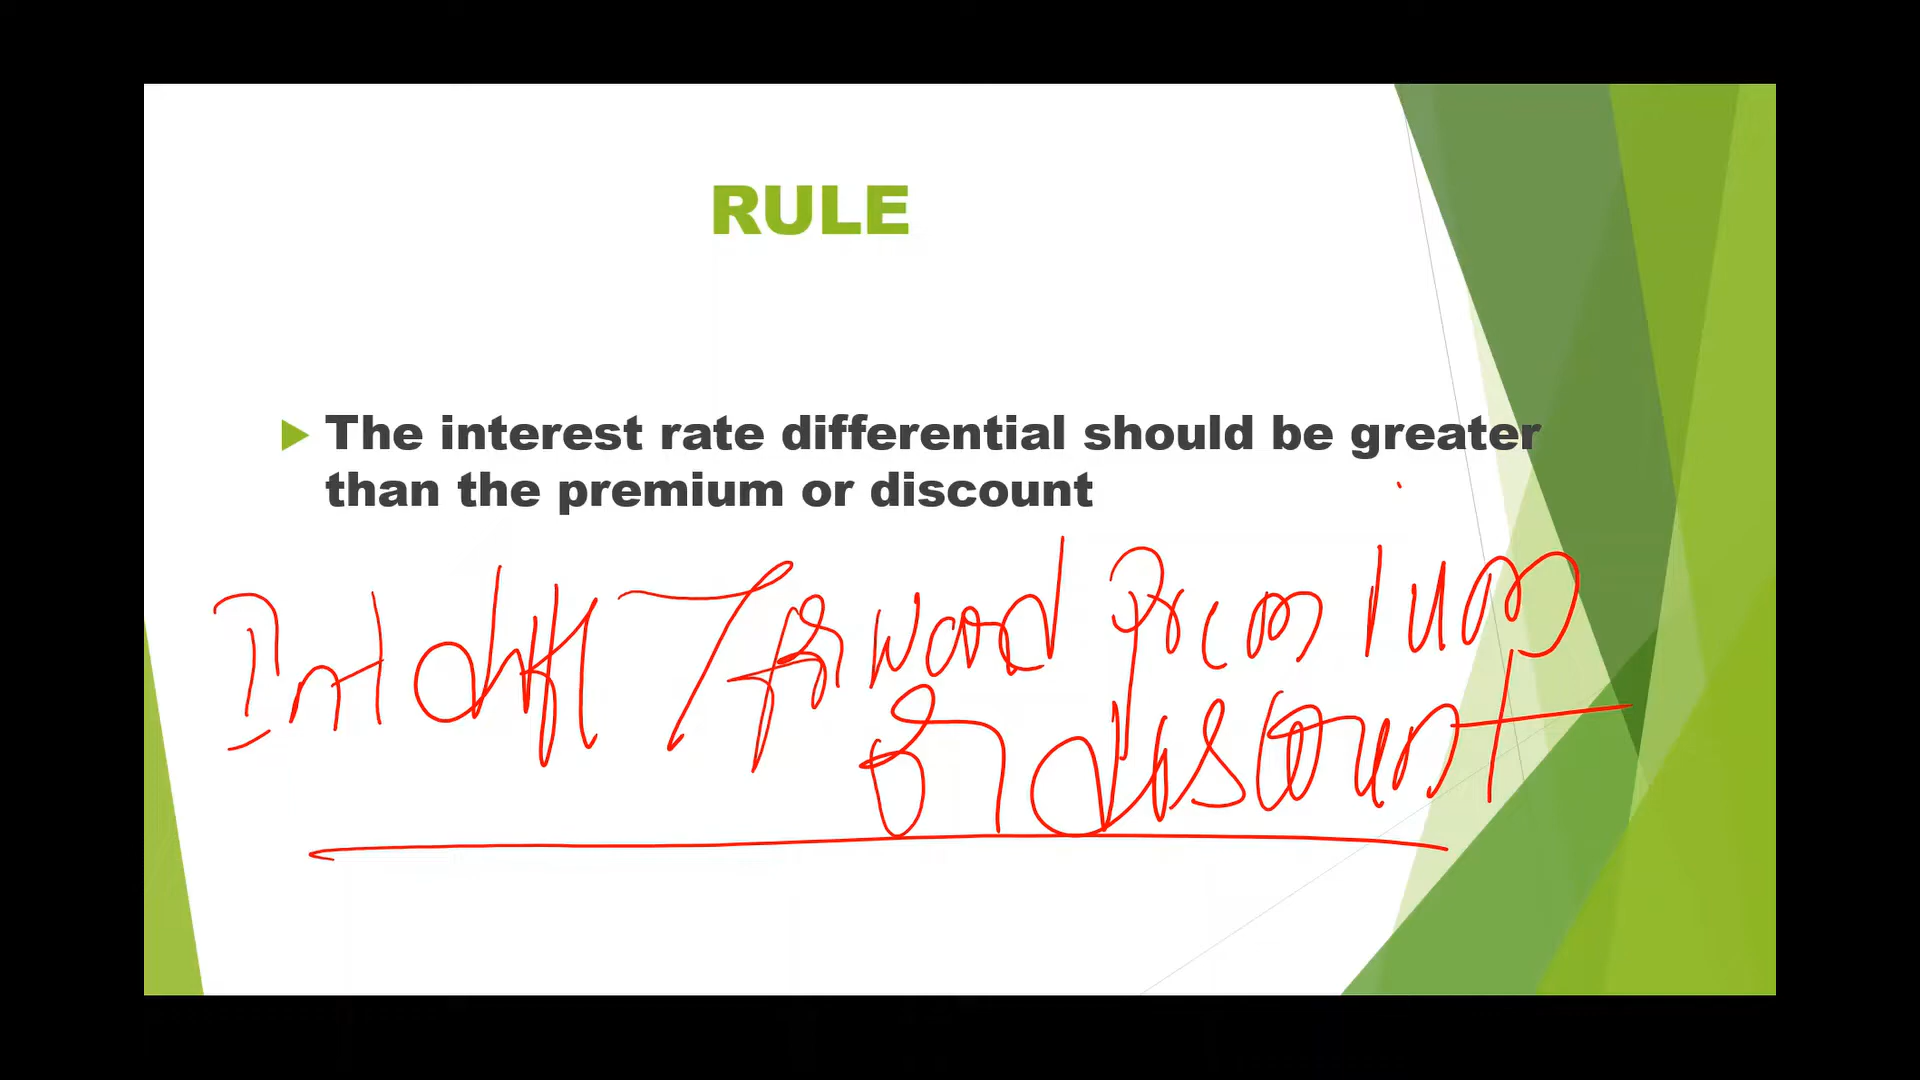 RULE
The interest rate differential should be greater
than the premium or discount
Int diff > forward premium
or discount